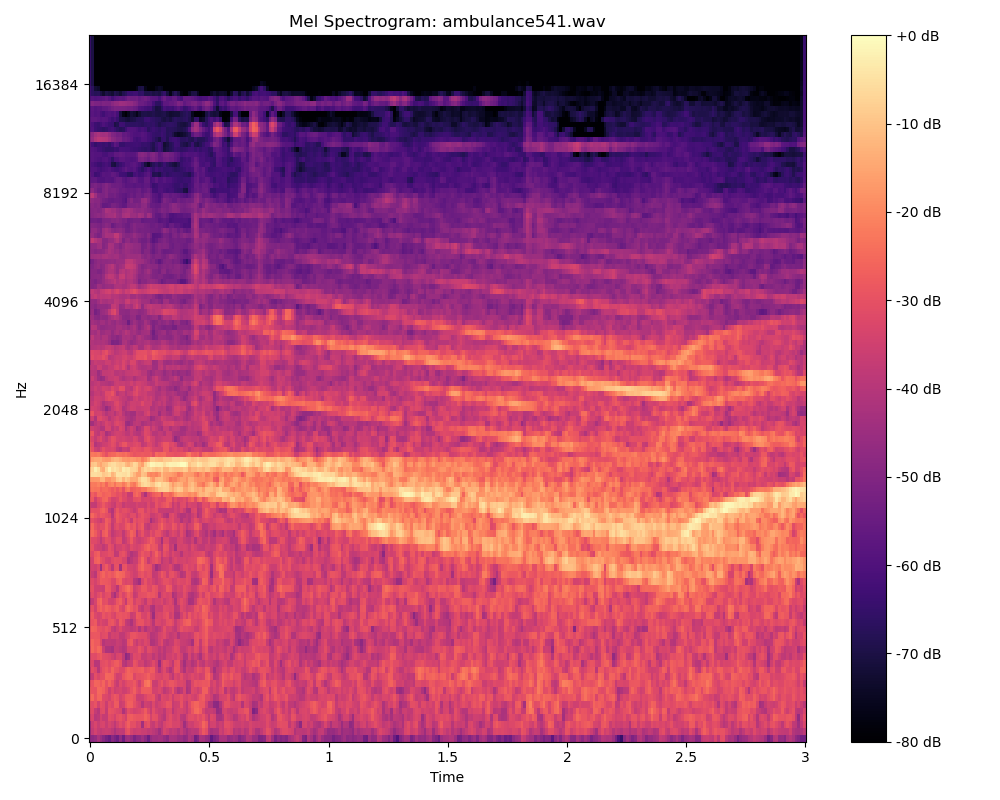 Mel Spectrogram: ambulance541.wav
16384
8192
4096
2048
1024
512
0
Hz
0
0.5
1
1.5
2
2.5
3
Time
+0 dB
-10 dB
-20 dB
-30 dB
-40 dB
-50 dB
-60 dB
-70 dB
-80 dB